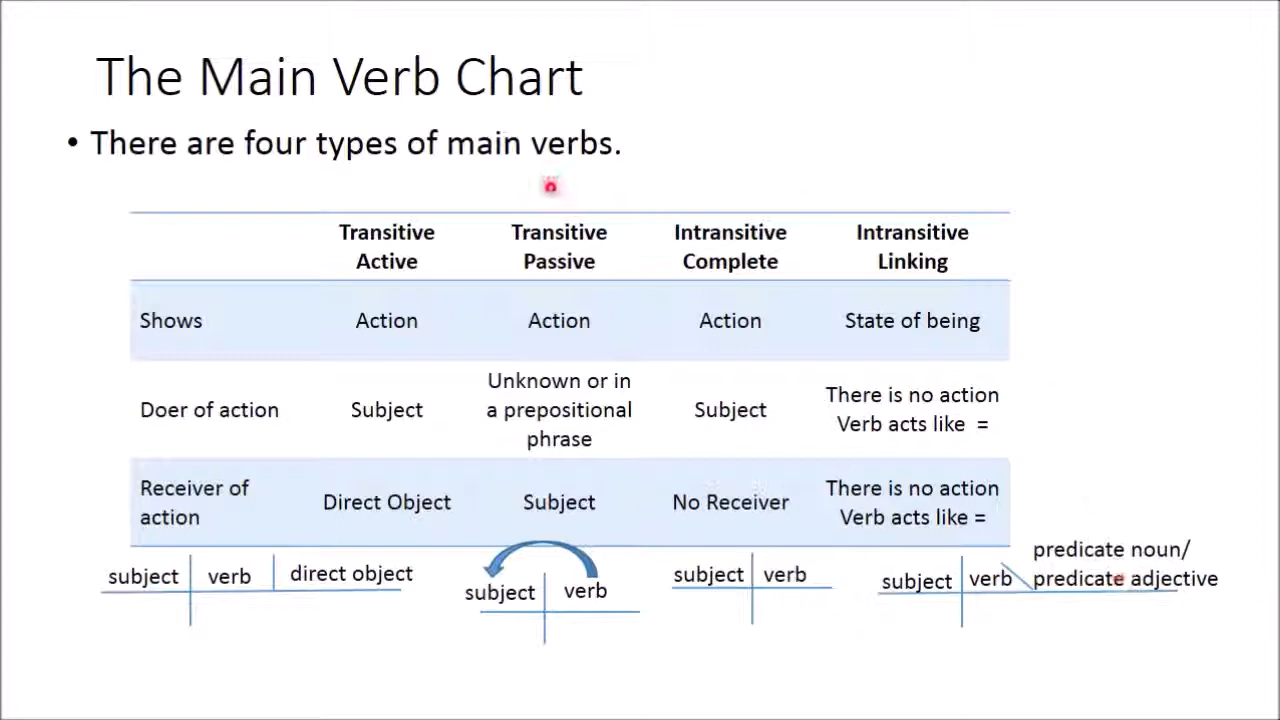 The Main Verb Chart
• There are four types of main verbs.
Transitive Active Transitive Passive Intransitive Complete Intransitive Linking
Shows Action Action Action State of being
Doer of action Subject Unknown or in a prepositional phrase Subject There is no action Verb acts like =
Receiver of action Direct Object Subject No Receiver There is no action Verb acts like =
subject verb direct object
subject verb
subject verb
subject verb predicate noun/
predicate adjective